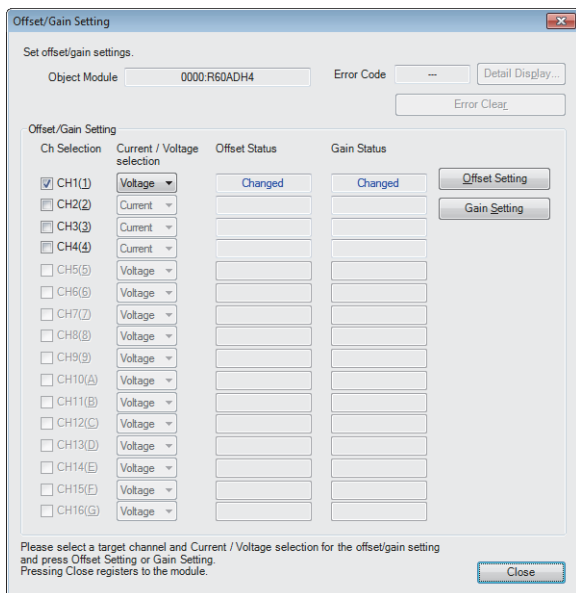 Offset/Gain Setting
Set offset/gain settings.
Object Module 0000:R60ADH4 Error Code --- Detail Display...
Error Clear
Offset/Gain Setting
Ch Selection Current / Voltage selection Offset Status Gain Status
CH1(1) Voltage Changed Changed Offset Setting
CH2(2) Current Gain Setting
CH3(3) Current
CH4(4) Current
CH5(5) Voltage
CH6(6) Voltage
CH7(7) Voltage
CH8(8) Voltage
CH9(9) Voltage
CH10(A) Voltage
CH11(B) Voltage
CH12(C) Voltage
CH13(D) Voltage
CH14(E) Voltage
CH15(F) Voltage
CH16(G) Voltage
Please select a target channel and Current / Voltage selection for the offset/gain setting
and press Offset Setting or Gain Setting.
Pressing Close registers to the module.
Close